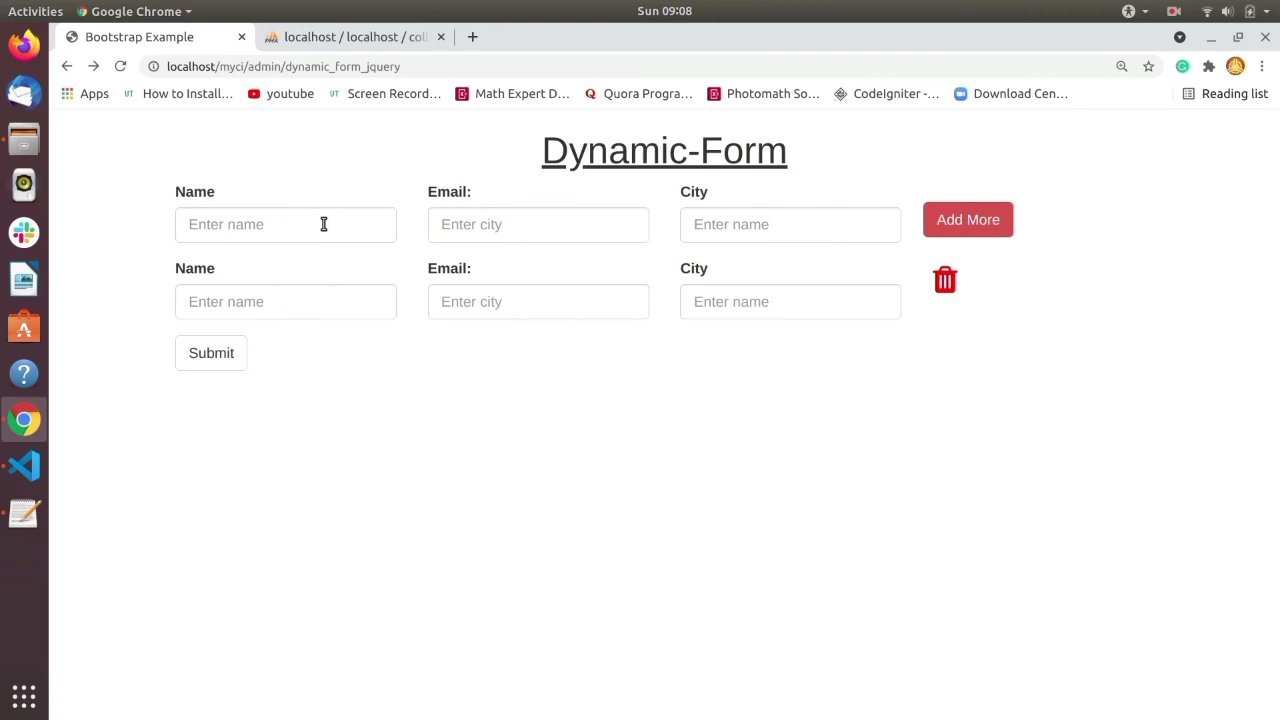 Activities Google Chrome Sun 09:08
Bootstrap Example localhost / localhost / coll
localhost/myci/admin/dynamic_form_jquery
Apps UT How to Install... youtube UT Screen Record... Math Expert D... Quora Progra... Photomath So... CodeIgniter -... Download Cen... Reading list
Dynamic-Form
Name Email: City
Enter name Enter city Enter name Add More
Name Email: City
Enter name Enter city Enter name
Submit